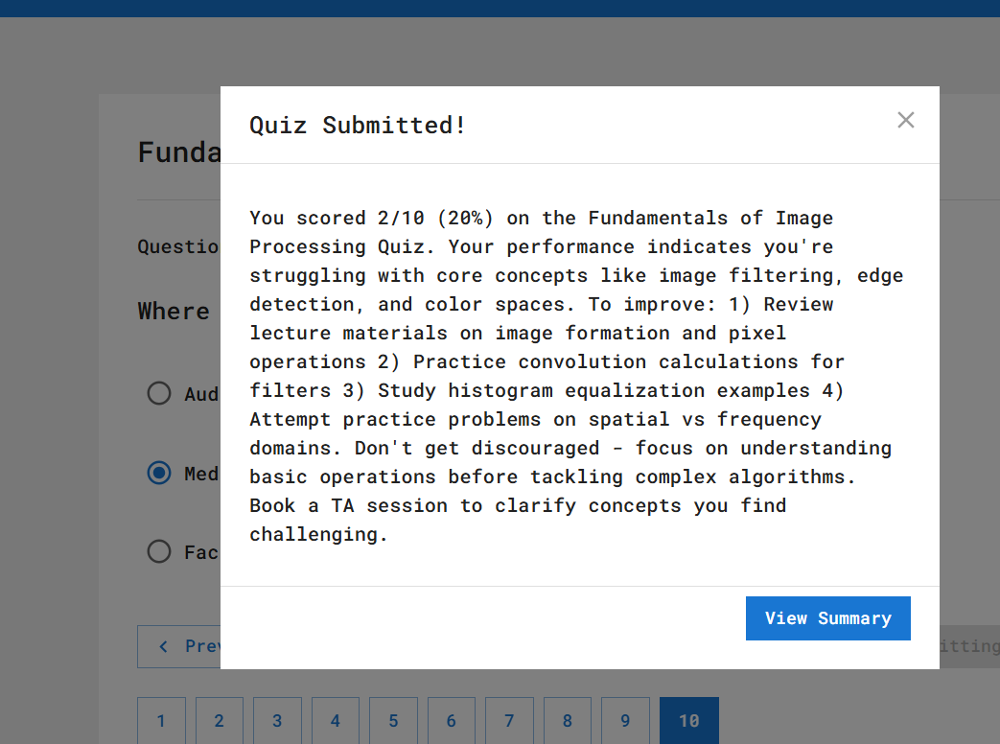 Quiz Submitted!
You scored 2/10 (20%) on the Fundamentals of Image
Processing Quiz. Your performance indicates you're
struggling with core concepts like image filtering, edge
detection, and color spaces. To improve: 1) Review
lecture materials on image formation and pixel
operations 2) Practice convolution calculations for
filters 3) Study histogram equalization examples 4)
Attempt practice problems on spatial vs frequency
domains. Don't get discouraged - focus on understanding
basic operations before tackling complex algorithms.
Book a TA session to clarify concepts you find
challenging.
View Summary
Funda
Questio
Where
Aud
Med
Fac
Prev
itting
1 2 3 4 5 6 7 8 9 10